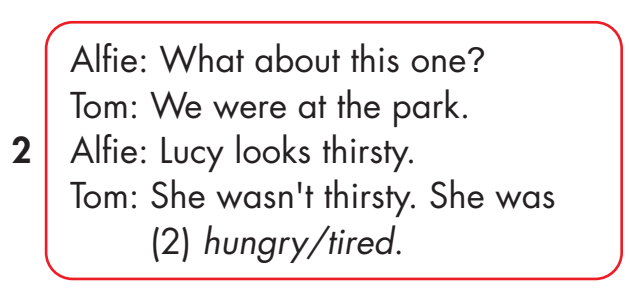 Alfie: What about this one?
Tom: We were at the park.
2 Alfie: Lucy looks thirsty.
Tom: She wasn't thirsty. She was
(2) hungry/tired.